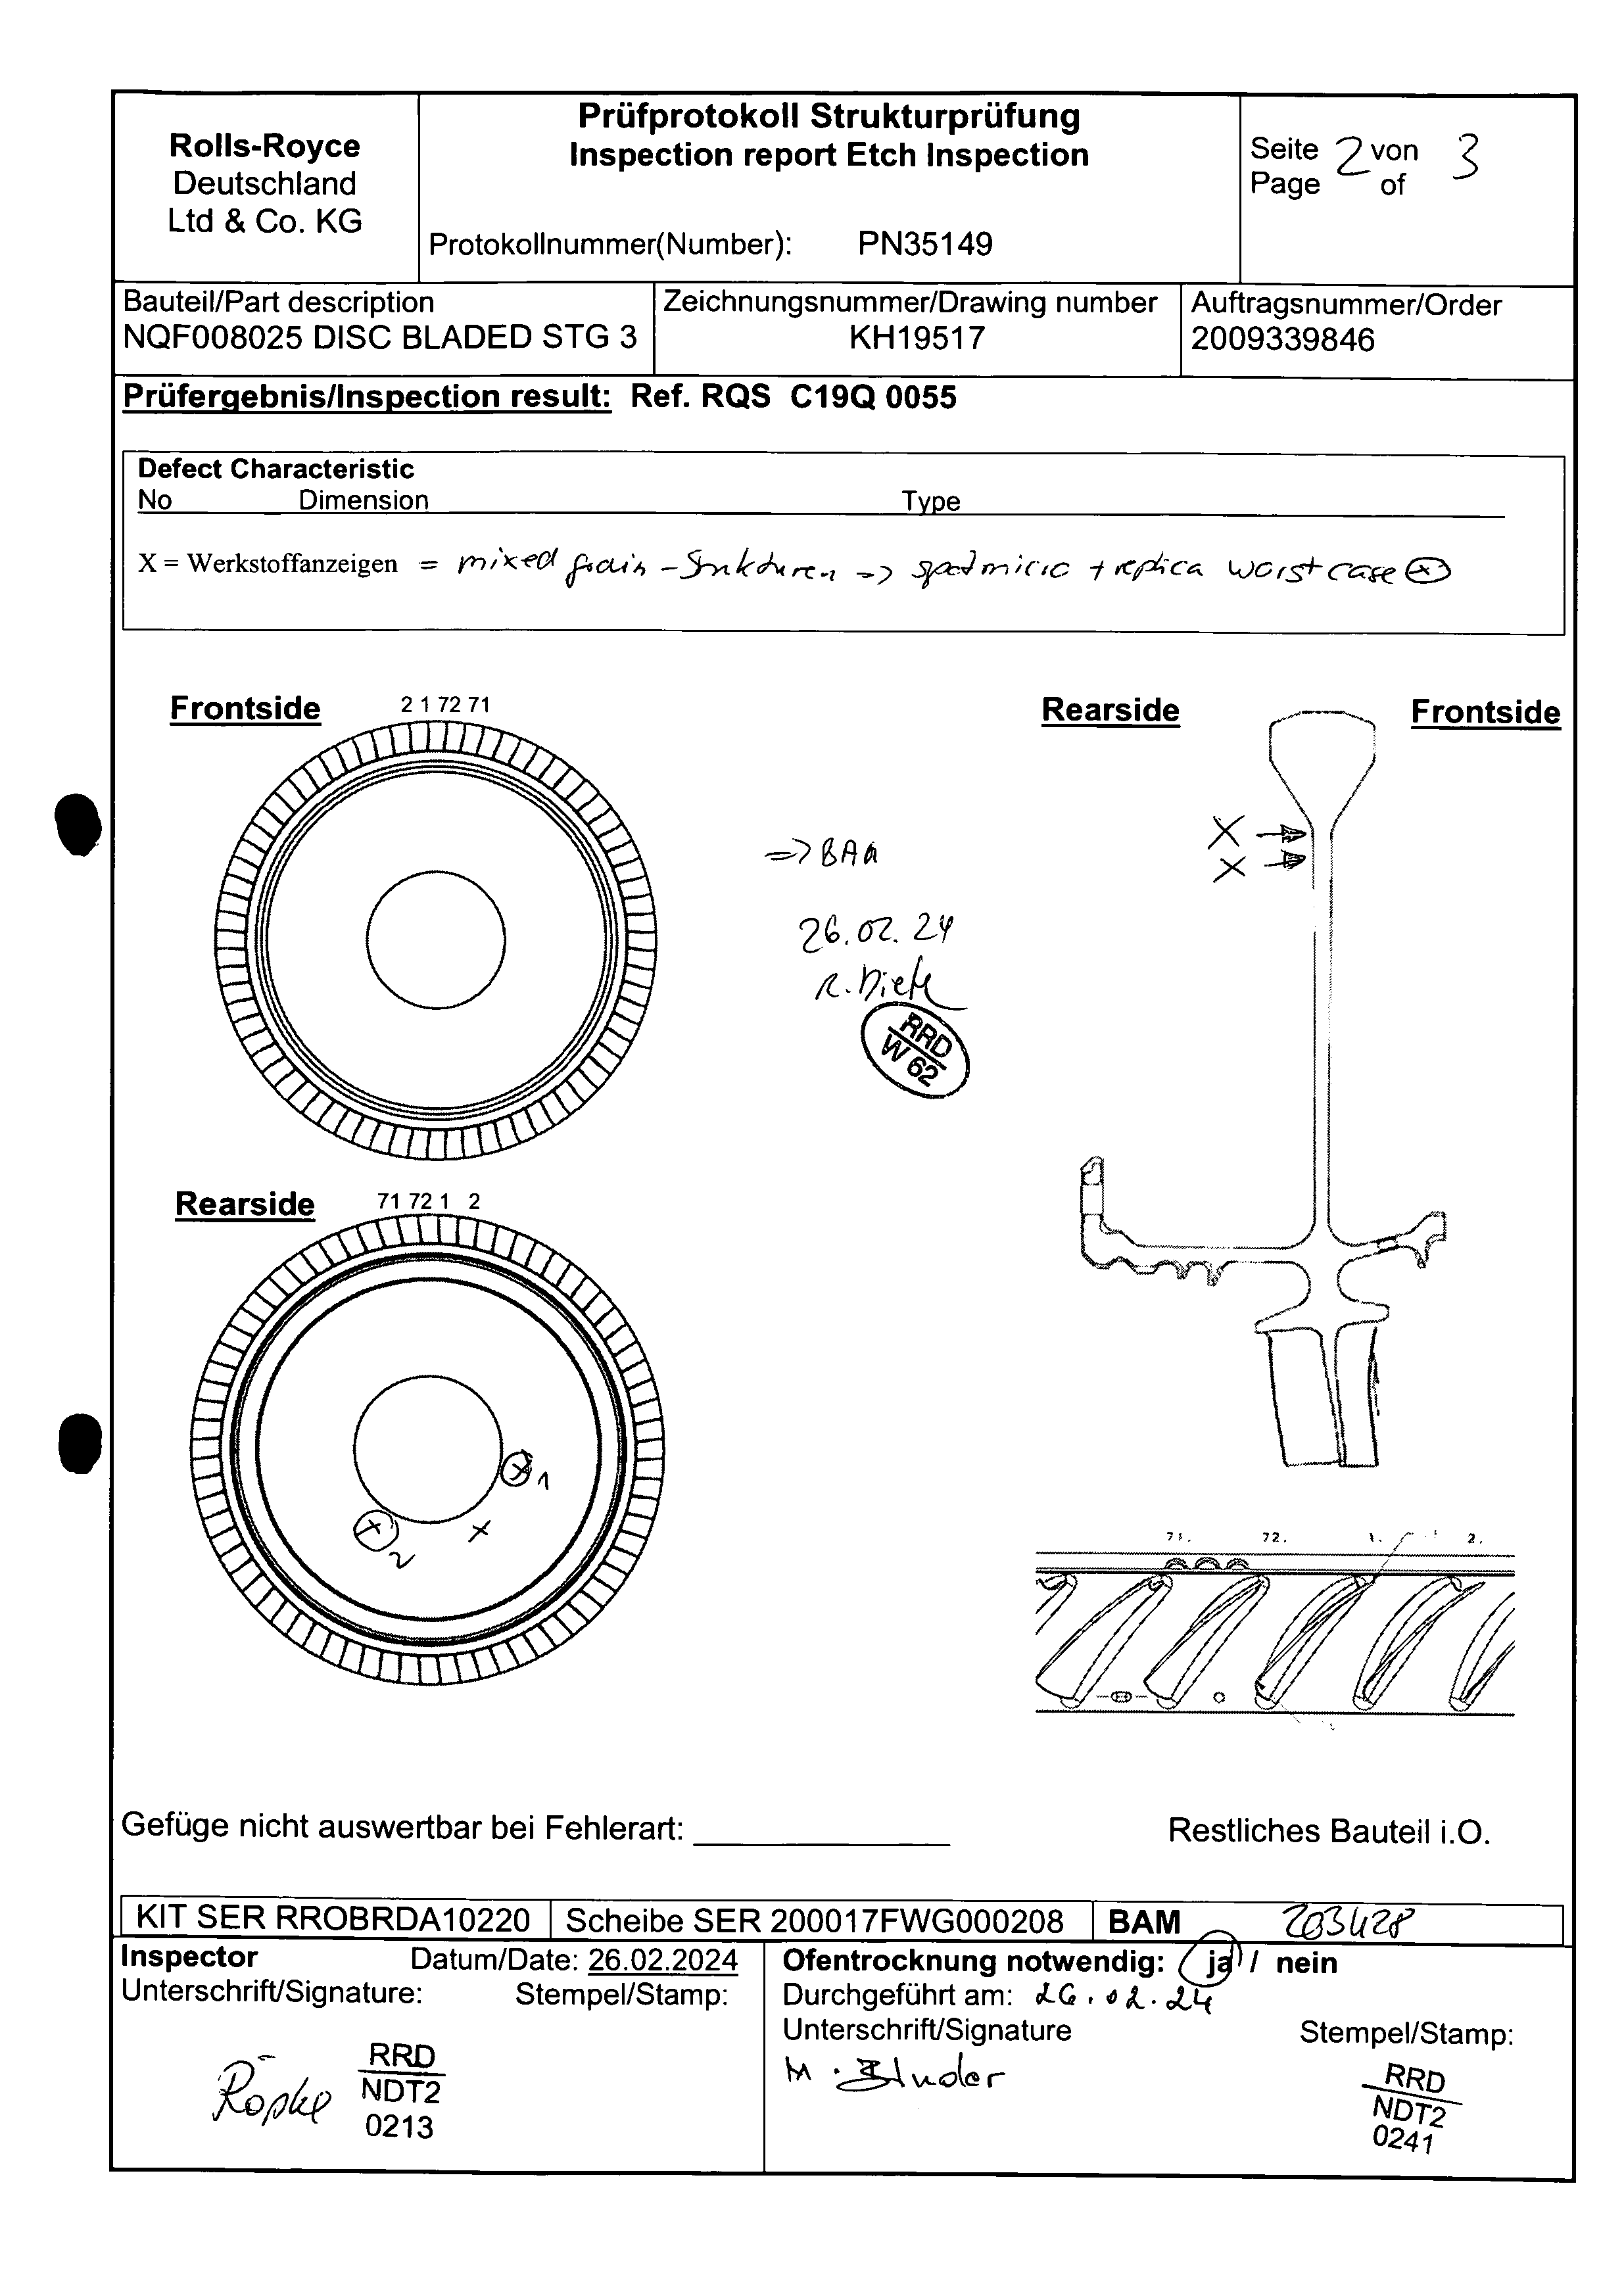 Rolls-Royce
Deutschland
Ltd & Co. KG
Prüfprotokoll Strukturprüfung
Inspection report Etch Inspection
Protokollnummer(Number): PN35149
Seite 2 von 3
Page of
Bauteil/Part description
NQF008025 DISC BLADED STG 3
Zeichnungsnummer/Drawing number
KH19517
Auftragsnummer/Order
2009339846
Prüfergebnis/Inspection result: Ref. RQS C19Q 0055
Defect Characteristic
No Dimension Type
X = Werkstoffanzeigen = mixed grain - Strukturen => spotmicro + replica worst case ⊗
Frontside
2 1 72 71
Rearside
Frontside
X
X
=>
26.02.24
RRD
W 62
Rearside
71 72 1 2
X 1
X 2
X
71. 72. 1. 2.
Gefüge nicht auswertbar bei Fehlerart:
Restliches Bauteil i.O.
KIT SER RROBRDA10220
Scheibe SER 200017FWG000208
BAM 203428
Inspector Datum/Date: 26.02.2024
Unterschrift/Signature: Stempel/Stamp:
Röpke
RRD
NDT2
0213
Ofentrocknung notwendig: ja / nein
Durchgeführt am: 26.02.24
Unterschrift/Signature
Stempel/Stamp:
M.
RRD
NDT2
0241